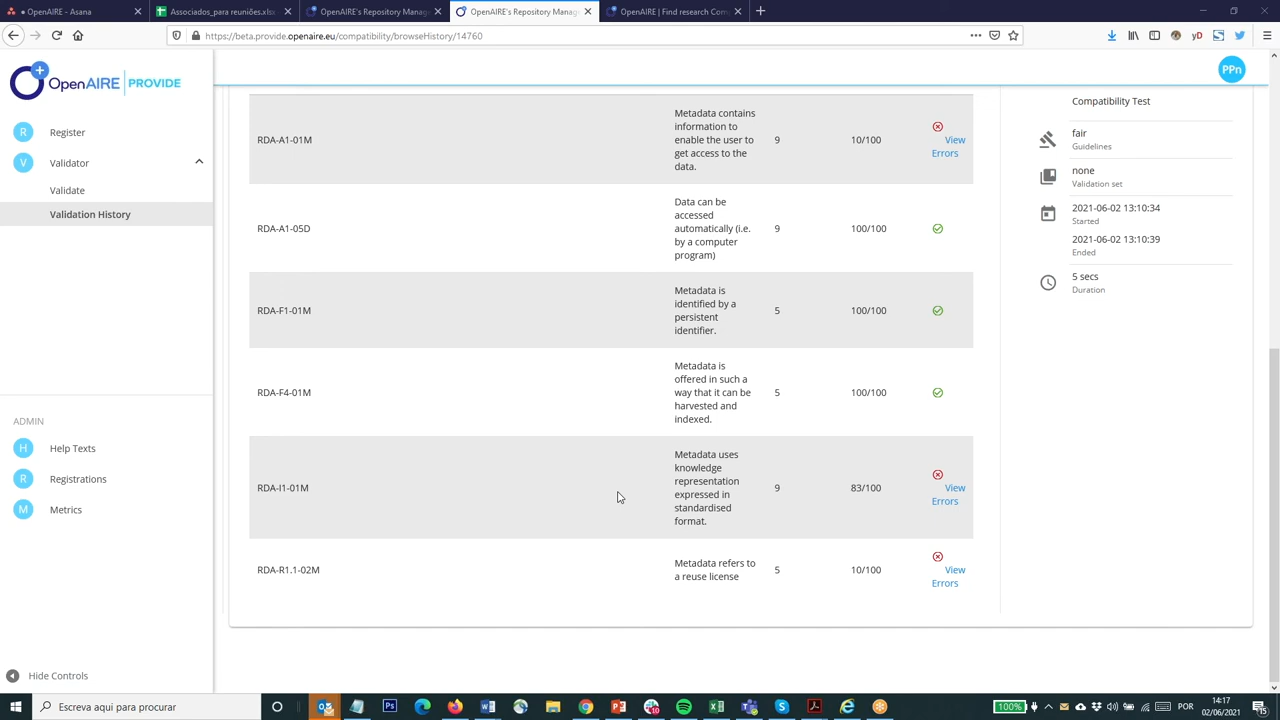 OpenAIRE - Asana
Associados_para reuniões.xlsx
OpenAIRE's Repository Manage
OpenAIRE's Repository Manage
OpenAIRE | Find research Com
https://beta.provide.openaire.eu/compatibility/browseHistory/14760
yD
OpenAIRE | PROVIDE
PPn
R Register
V Validator
Validate
Validation History
ADMIN
H Help Texts
R Registrations
M Metrics
Hide Controls
RDA-A1-01M
Metadata contains
information to
enable the user to
get access to the
data.
9
10/100
View
Errors
RDA-A1-05D
Data can be
accessed
automatically (i.e.
by a computer
program)
9
100/100
RDA-F1-01M
Metadata is
identified by a
persistent
identifier.
5
100/100
RDA-F4-01M
Metadata is
offered in such a
way that it can be
harvested and
indexed.
5
100/100
RDA-I1-01M
Metadata uses
knowledge
representation
expressed in
standardised
format.
9
83/100
View
Errors
RDA-R1.1-02M
Metadata refers to
a reuse license
5
10/100
View
Errors
Compatibility Test
fair
Guidelines
none
Validation set
2021-06-02 13:10:34
Started
2021-06-02 13:10:39
Ended
5 secs
Duration
Escreva aqui para procurar
100%
POR
14:17
02/06/2021